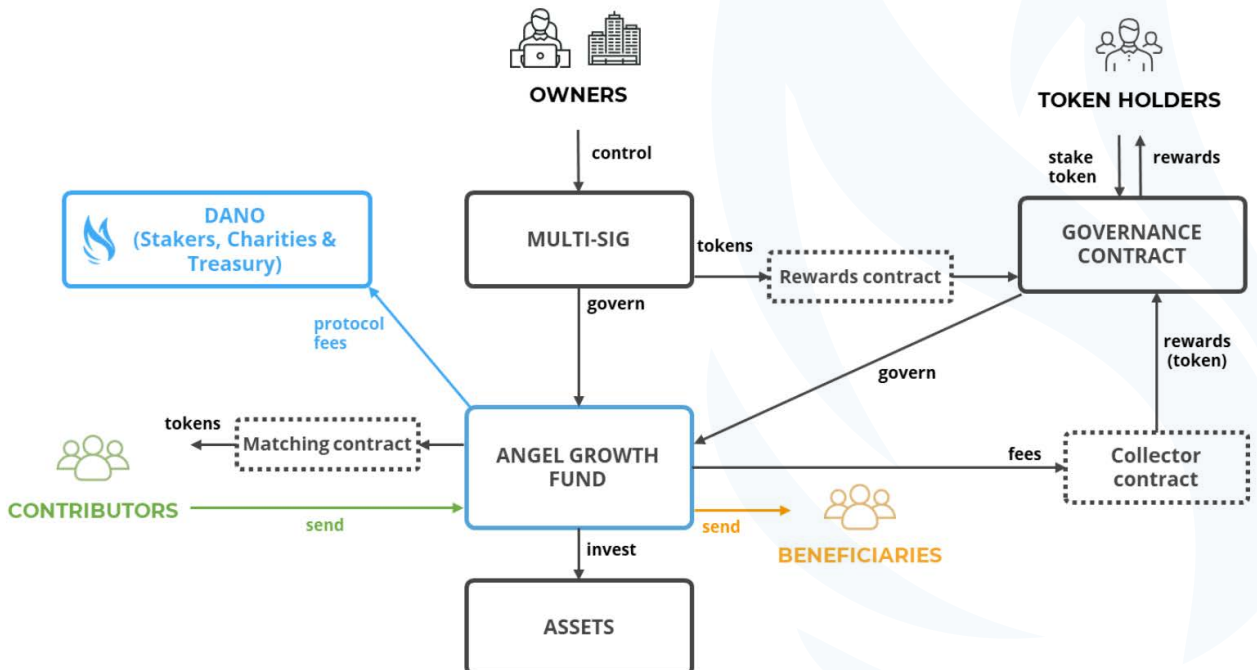 OWNERS
TOKEN HOLDERS
control
stake
token
rewards
DANO
(Stakers, Charities &
Treasury)
MULTI-SIG
tokens
Rewards contract
GOVERNANCE
CONTRACT
govern
protocol
fees
rewards
(token)
govern
tokens
Matching contract
ANGEL GROWTH
FUND
fees
Collector
contract
CONTRIBUTORS
send
send
BENEFICIARIES
invest
ASSETS